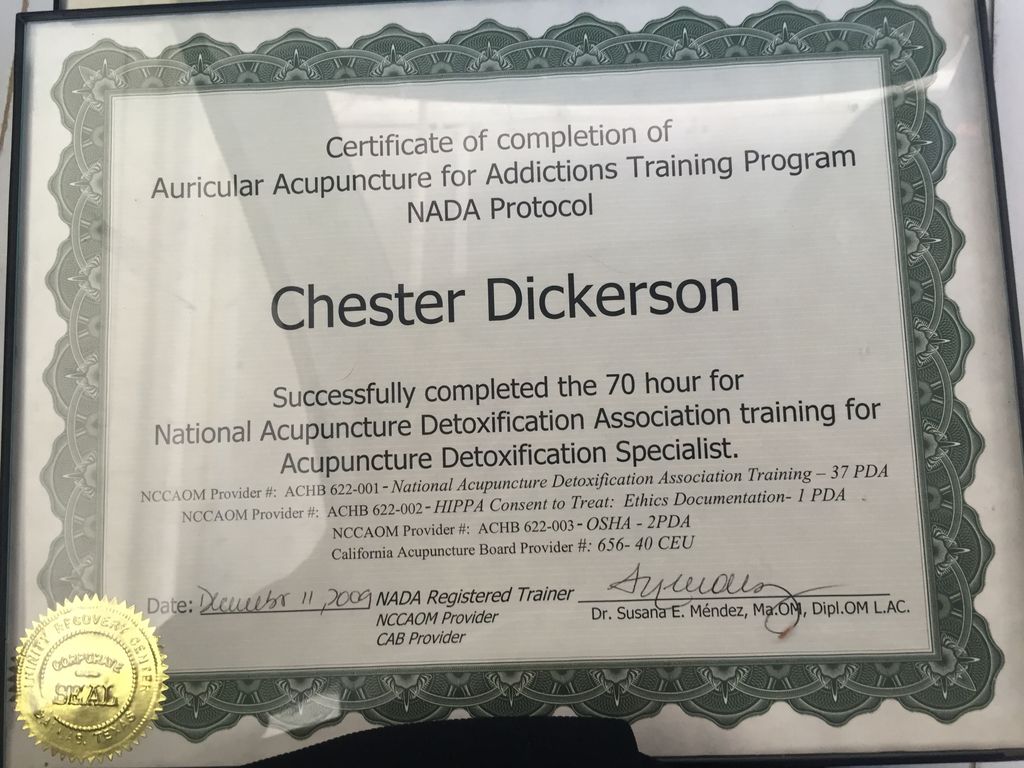 Certificate of completion of
Auricular Acupuncture for Addictions Training Program
NADA Protocol
Chester Dickerson
Successfully completed the 70 hour for
National Acupuncture Detoxification Association training for
Acupuncture Detoxification Specialist.
NCCAOM Provider #: ACHB 622-001 - National Acupuncture Detoxification Association Training – 37 PDA
NCCAOM Provider #: ACHB 622-002 - HIPPA Consent to Treat: Ethics Documentation- 1 PDA
NCCAOM Provider #: ACHB 622-003 - OSHA - 2PDA
California Acupuncture Board Provider #: 656- 40 CEU
Date: December 11, 2009 NADA Registered Trainer
NCCAOM Provider
CAB Provider
Dr. Susana E. Méndez, Ma.OM, Dipl.OM L.AC.
RECOVERY CENTER
CORPORATE
SEAL